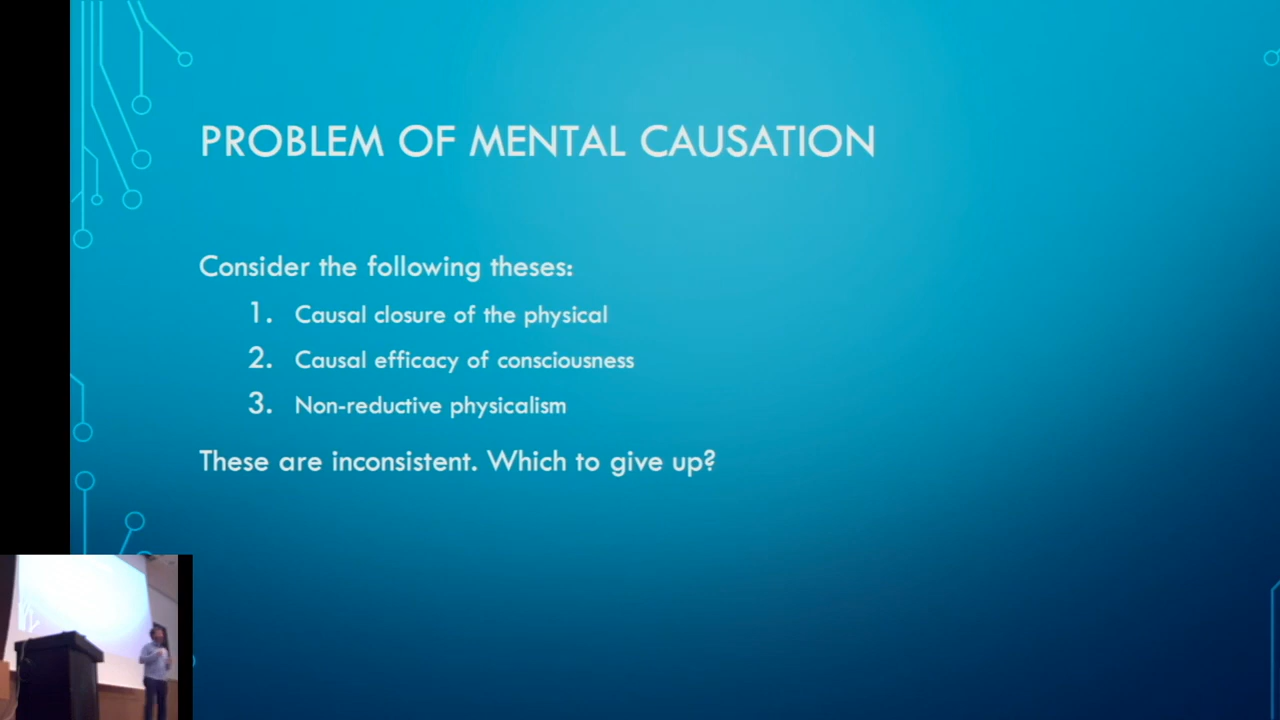 PROBLEM OF MENTAL CAUSATION
Consider the following theses:
1. Causal closure of the physical
2. Causal efficacy of consciousness
3. Non-reductive physicalism
These are inconsistent. Which to give up?